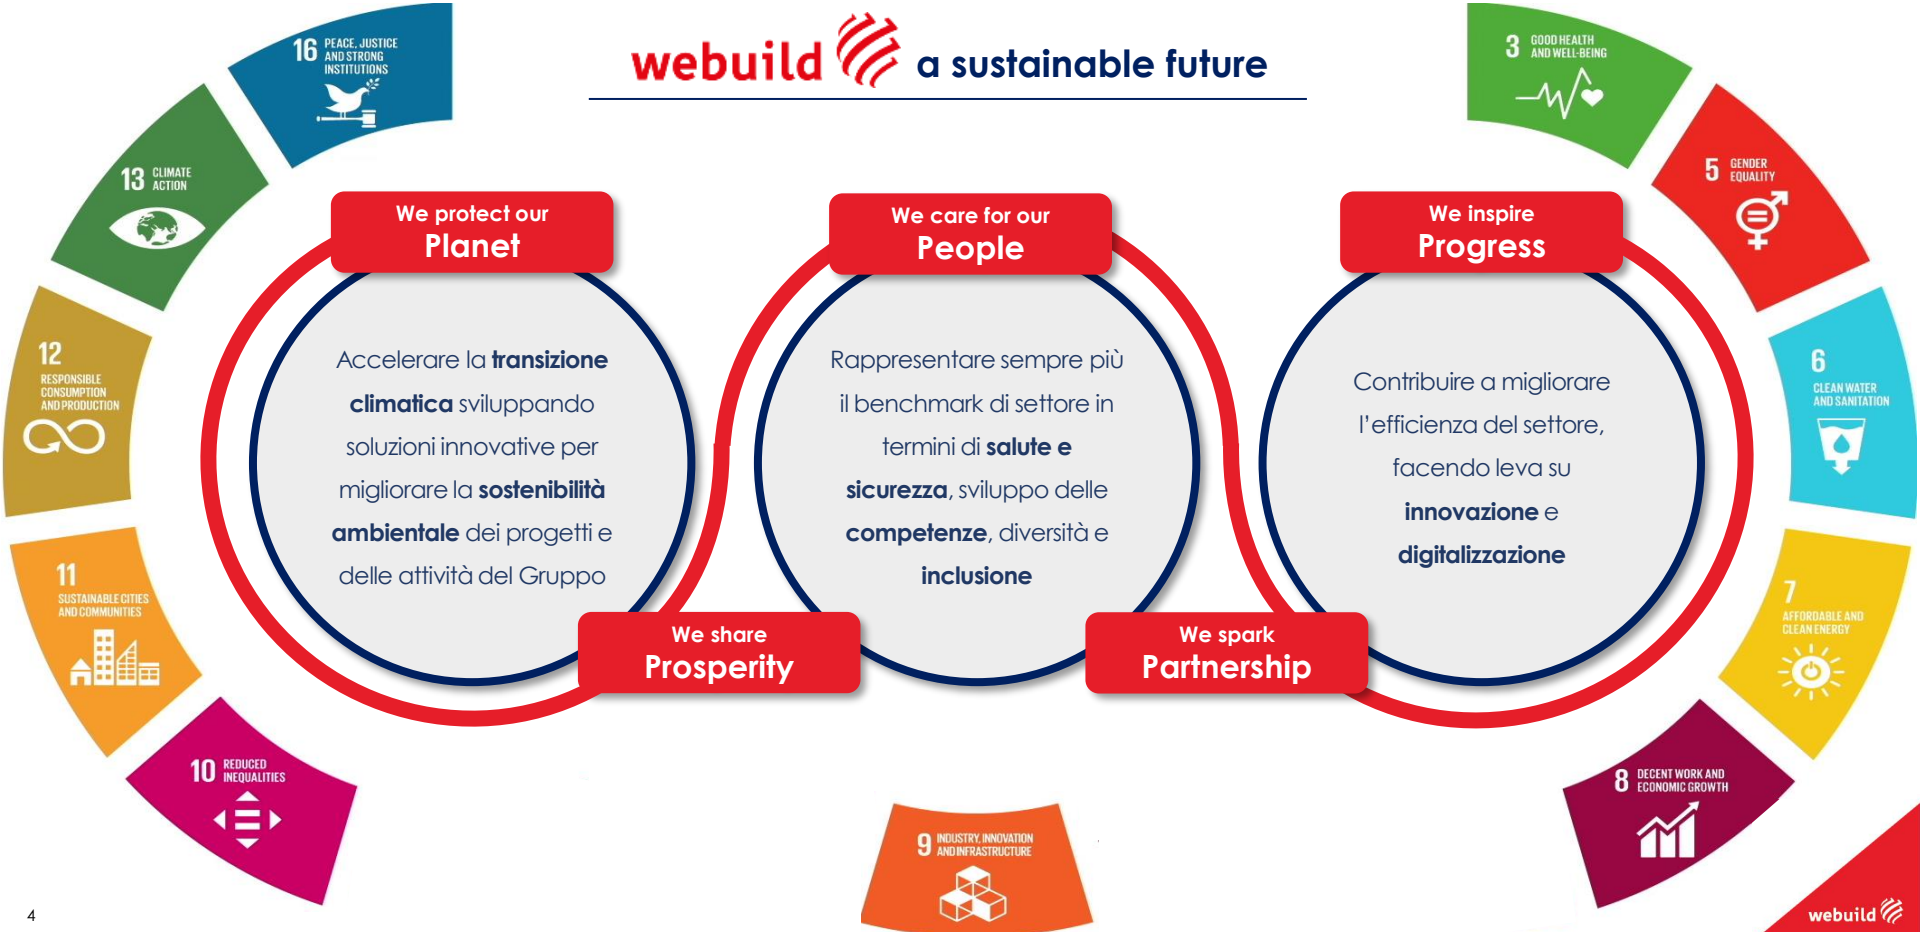 webuild a sustainable future
16 PEACE, JUSTICE
AND STRONG
INSTITUTIONS
13 CLIMATE
ACTION
12
RESPONSIBLE
CONSUMPTION
AND PRODUCTION
11
SUSTAINABLE CITIES
AND COMMUNITIES
10 REDUCED
INEQUALITIES
We protect our
Planet
Accelerare la transizione
climatica sviluppando
soluzioni innovative per
migliorare la sostenibilità
ambientale dei progetti e
delle attività del Gruppo
We share
Prosperity
We care for our
People
Rappresentare sempre più
il benchmark di settore in
termini di salute e
sicurezza, sviluppo delle
competenze, diversità e
inclusione
We spark
Partnership
We inspire
Progress
Contribuire a migliorare
l'efficienza del settore,
facendo leva su
innovazione e
digitalizzazione
3 GOOD HEALTH
AND WELL-BEING
5 GENDER
EQUALITY
6
CLEAN WATER
AND SANITATION
7
AFFORDABLE AND
CLEAN ENERGY
8 DECENT WORK AND
ECONOMIC GROWTH
9 INDUSTRY, INNOVATION
AND INFRASTRUCTURE
4
webuild